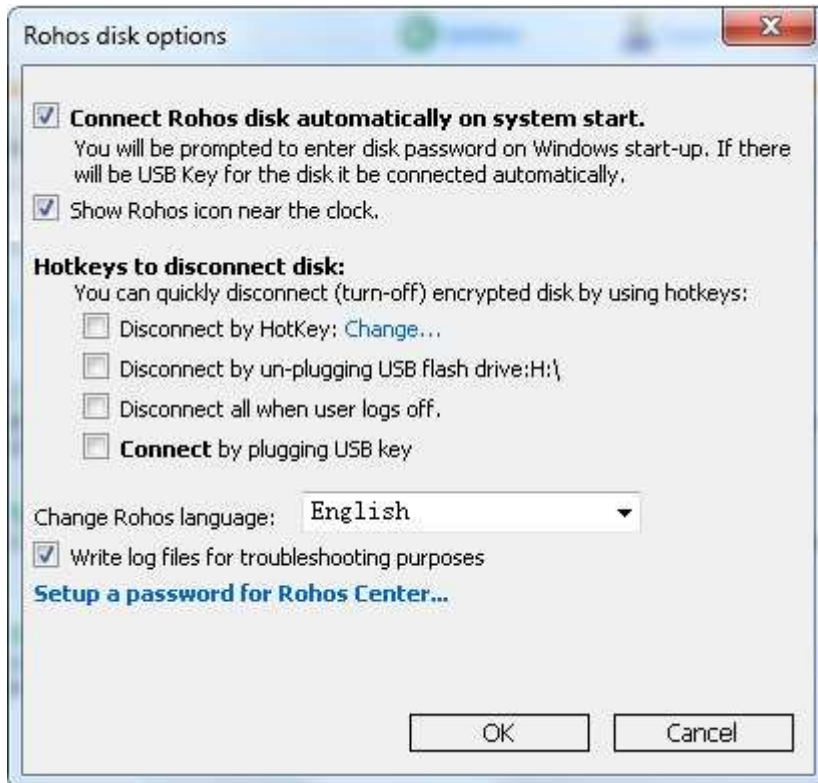 Rohos disk options
Connect Rohos disk automatically on system start.
You will be prompted to enter disk password on Windows start-up. If there
will be USB Key for the disk it be connected automatically.
Show Rohos icon near the clock.
Hotkeys to disconnect disk:
You can quickly disconnect (turn-off) encrypted disk by using hotkeys:
Disconnect by HotKey: Change...
Disconnect by un-plugging USB flash drive:H:\
Disconnect all when user logs off.
Connect by plugging USB key
Change Rohos language: English
Write log files for troubleshooting purposes
Setup a password for Rohos Center...
OK Cancel